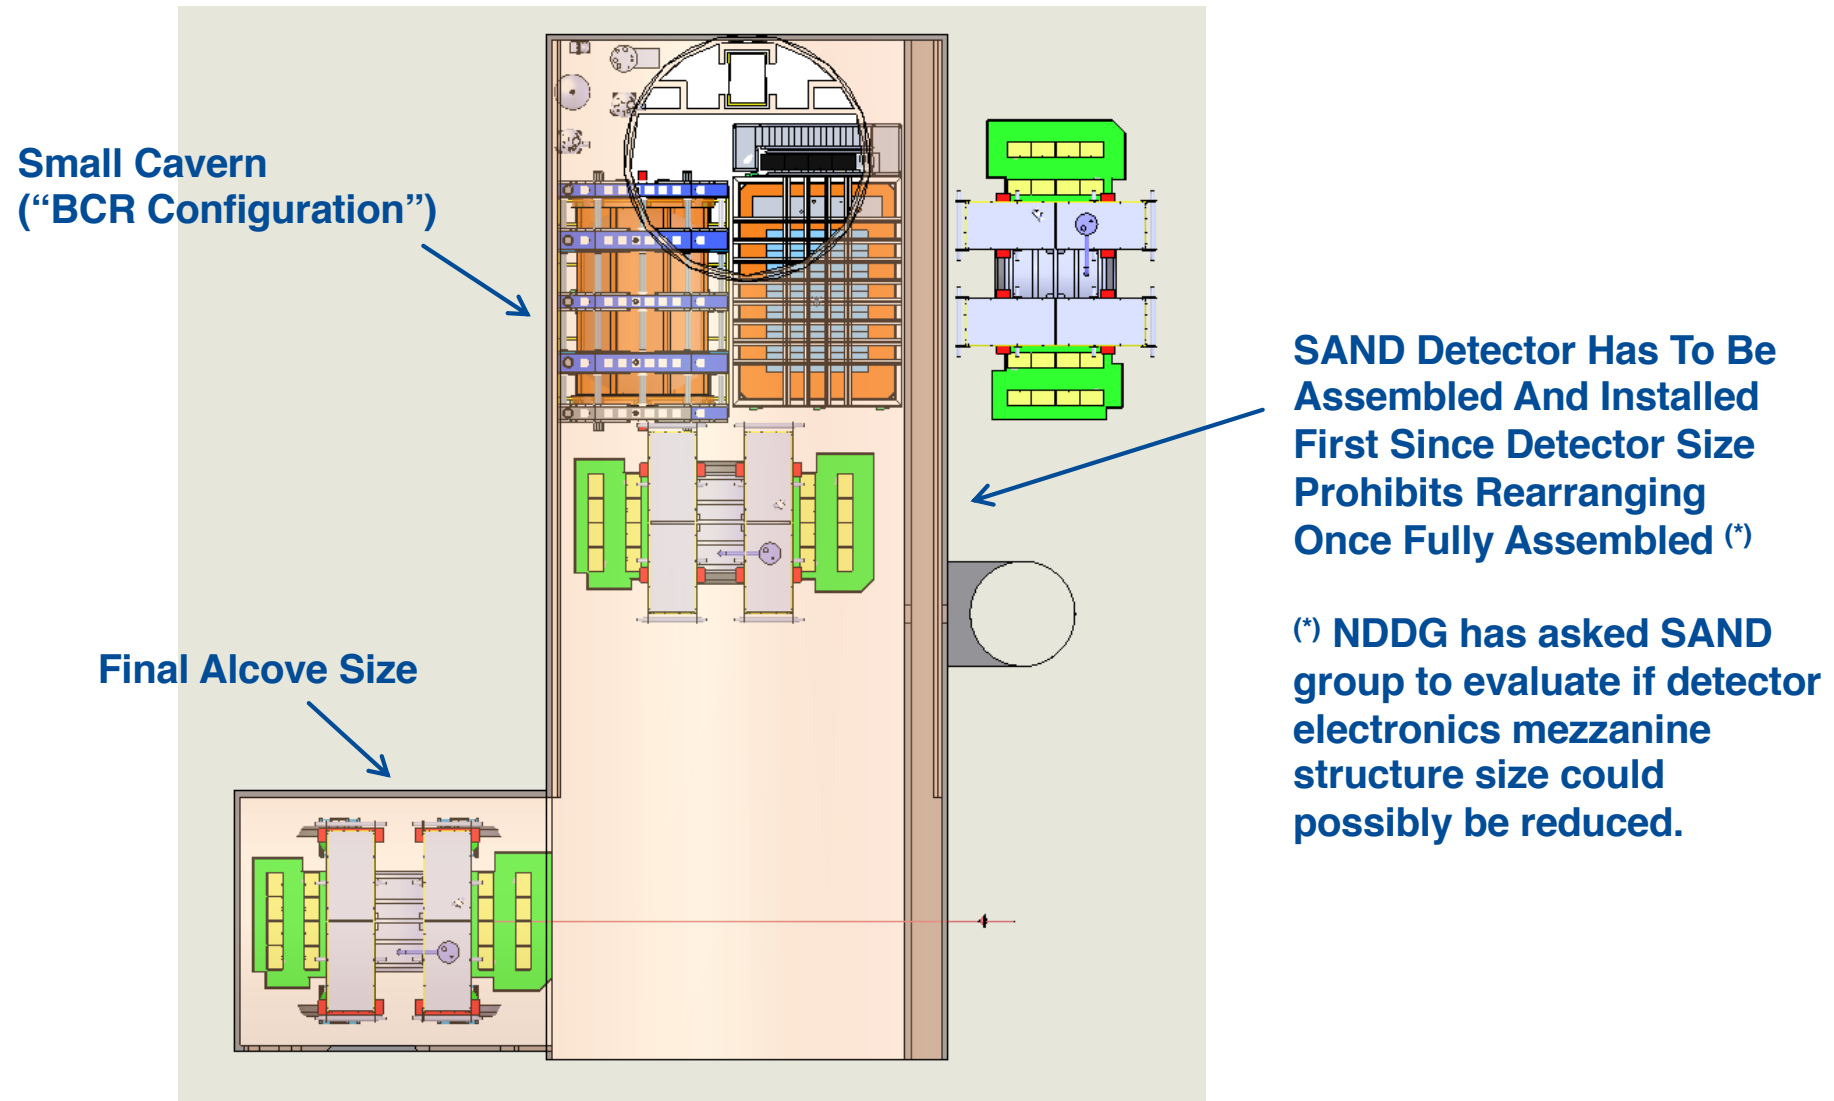 Small Cavern
(“BCR Configuration”)
Final Alcove Size
SAND Detector Has To Be
Assembled And Installed
First Since Detector Size
Prohibits Rearranging
Once Fully Assembled (*)
(*) NDDG has asked SAND
group to evaluate if detector
electronics mezzanine
structure size could
possibly be reduced.